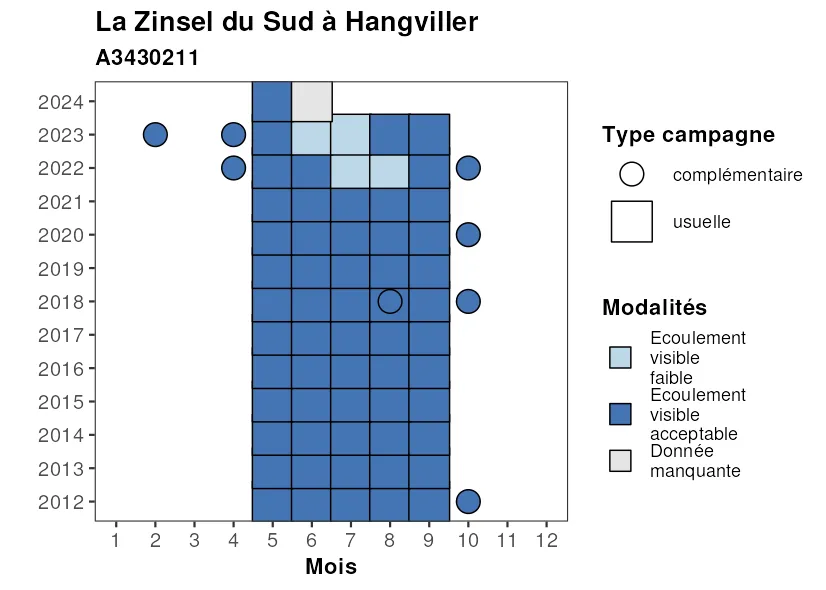 La Zinsel du Sud à Hangviller
A3430211
2024
2023
2022
2021
2020
2019
2018
2017
2016
2015
2014
2013
2012
1 2 3 4 5 6 7 8 9 10 11 12
Mois
Type campagne
complémentaire
usuelle
Modalités
Ecoulement
visible
faible
Ecoulement
visible
acceptable
Donnée
manquante